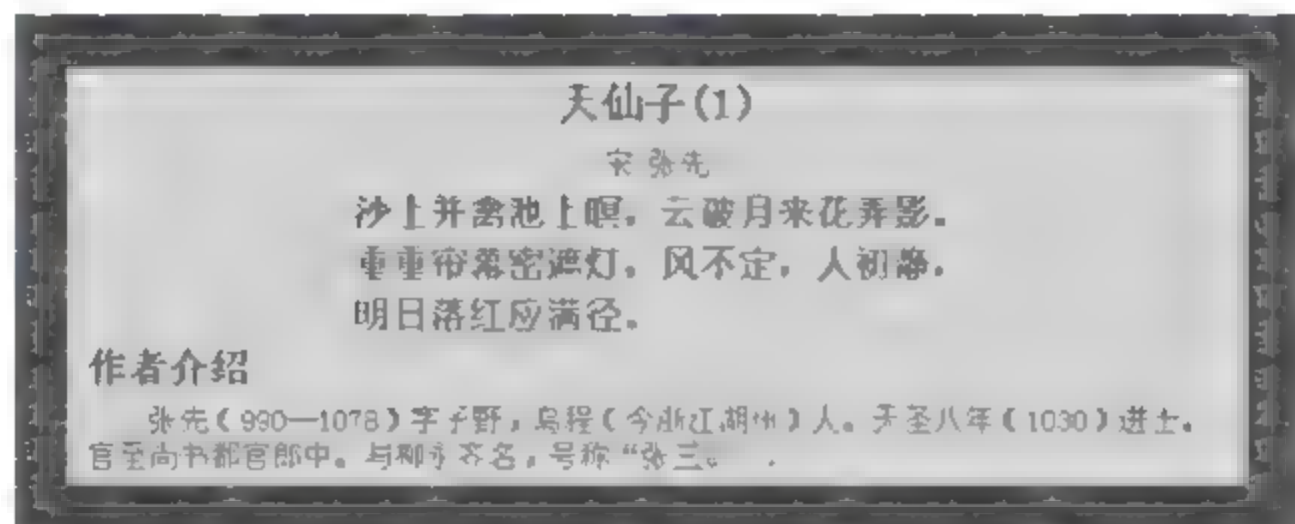 天仙子(1)
宋 张先
沙上并禽池上暝，云破月来花弄影。
重重帘幕密遮灯，风不定，人初静，
明日落红应满径。
作者介绍
张先(990—1078)字子野，乌程(今浙江湖州)人。天圣八年(1030)进士。
官至尚书都官郎中。与柳永齐名，号称“张三。